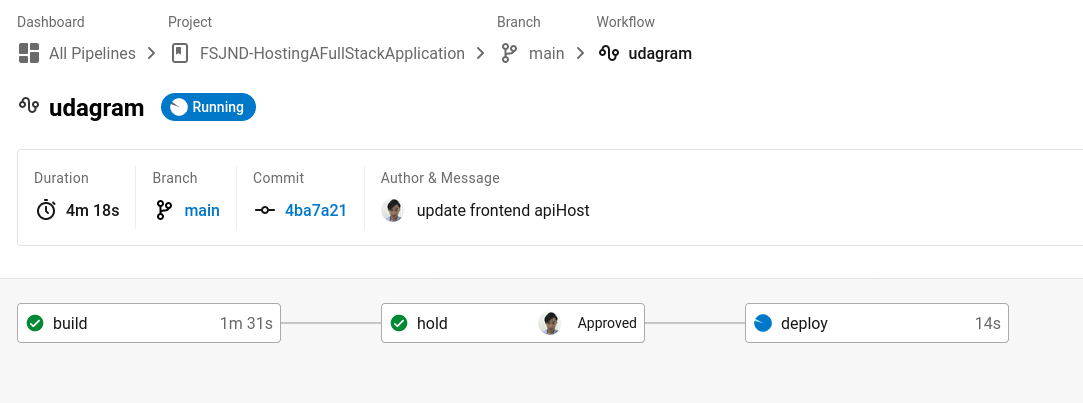 Dashboard Project Branch Workflow
All Pipelines FSJND-HostingAFullStackApplication main udagram
udagram Running
Duration Branch Commit Author & Message
4m 18s main 4ba7a21 update frontend apiHost
build 1m 31s hold Approved deploy 14s